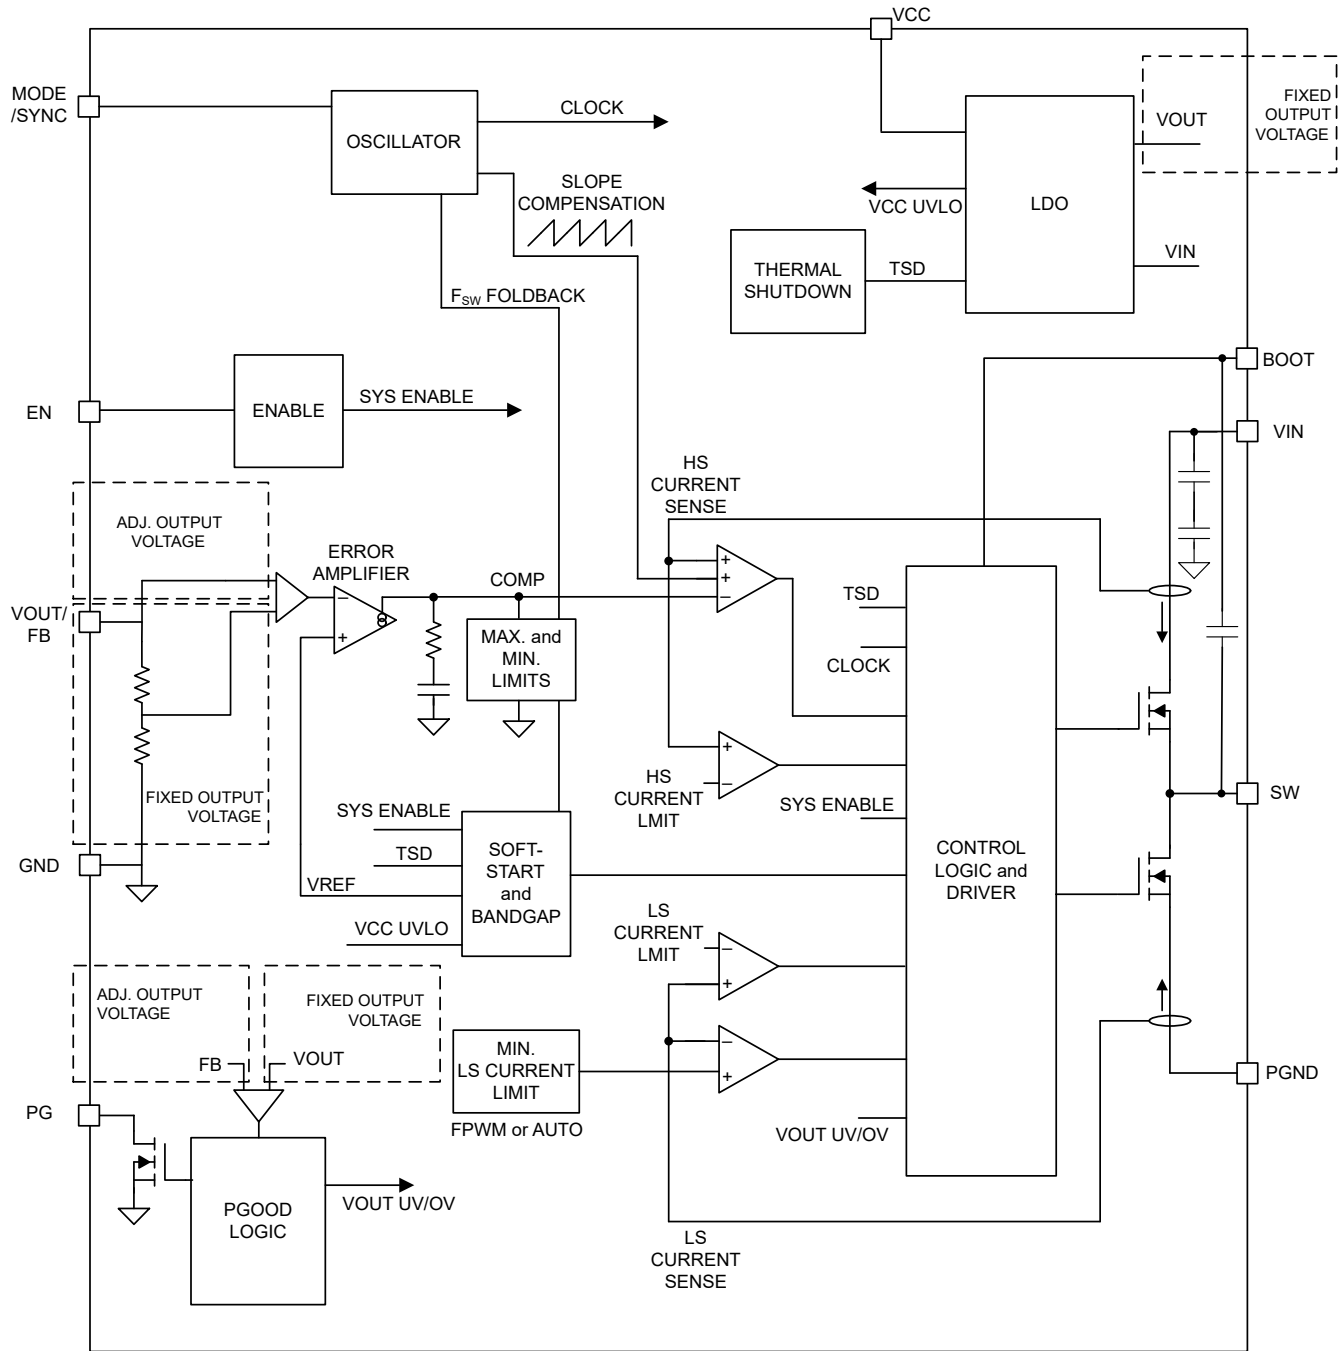 VCC
MODE
/SYNC
OSCILLATOR
CLOCK
SLOPE
COMPENSATION
FSW FOLDBACK
VOUT
FIXED
OUTPUT
VOLTAGE
VCC UVLO
LDO
THERMAL
SHUTDOWN
TSD
VIN
BOOT
EN
ENABLE
SYS ENABLE
VIN
HS
CURRENT
SENSE
ADJ. OUTPUT
VOLTAGE
ERROR
AMPLIFIER
COMP
+
+
−
−
+
VOUT/
FB
MAX. and
MIN.
LIMITS
TSD
CLOCK
+
−
HS
CURRENT
LMIT
FIXED OUTPUT
VOLTAGE
SYS ENABLE
SW
GND
SYS ENABLE
TSD
VREF
VCC UVLO
SOFT-
START
and
BANDGAP
CONTROL
LOGIC and
DRIVER
LS
CURRENT
LMIT
−
+
ADJ. OUTPUT
VOLTAGE
FIXED OUTPUT
VOLTAGE
FB
VOUT
MIN.
LS CURRENT
LIMIT
FPWM or AUTO
−
+
PGND
PG
VOUT UV/OV
PGOOD
LOGIC
VOUT UV/OV
LS
CURRENT
SENSE